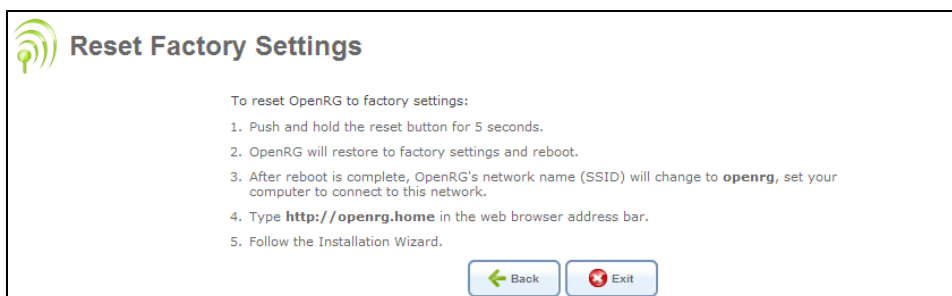 Reset Factory Settings
To reset OpenRG to factory settings:
1. Push and hold the reset button for 5 seconds.
2. OpenRG will restore to factory settings and reboot.
3. After reboot is complete, OpenRG's network name (SSID) will change to openrg, set your
computer to connect to this network.
4. Type http://openrg.home in the web browser address bar.
5. Follow the Installation Wizard.
Back Exit